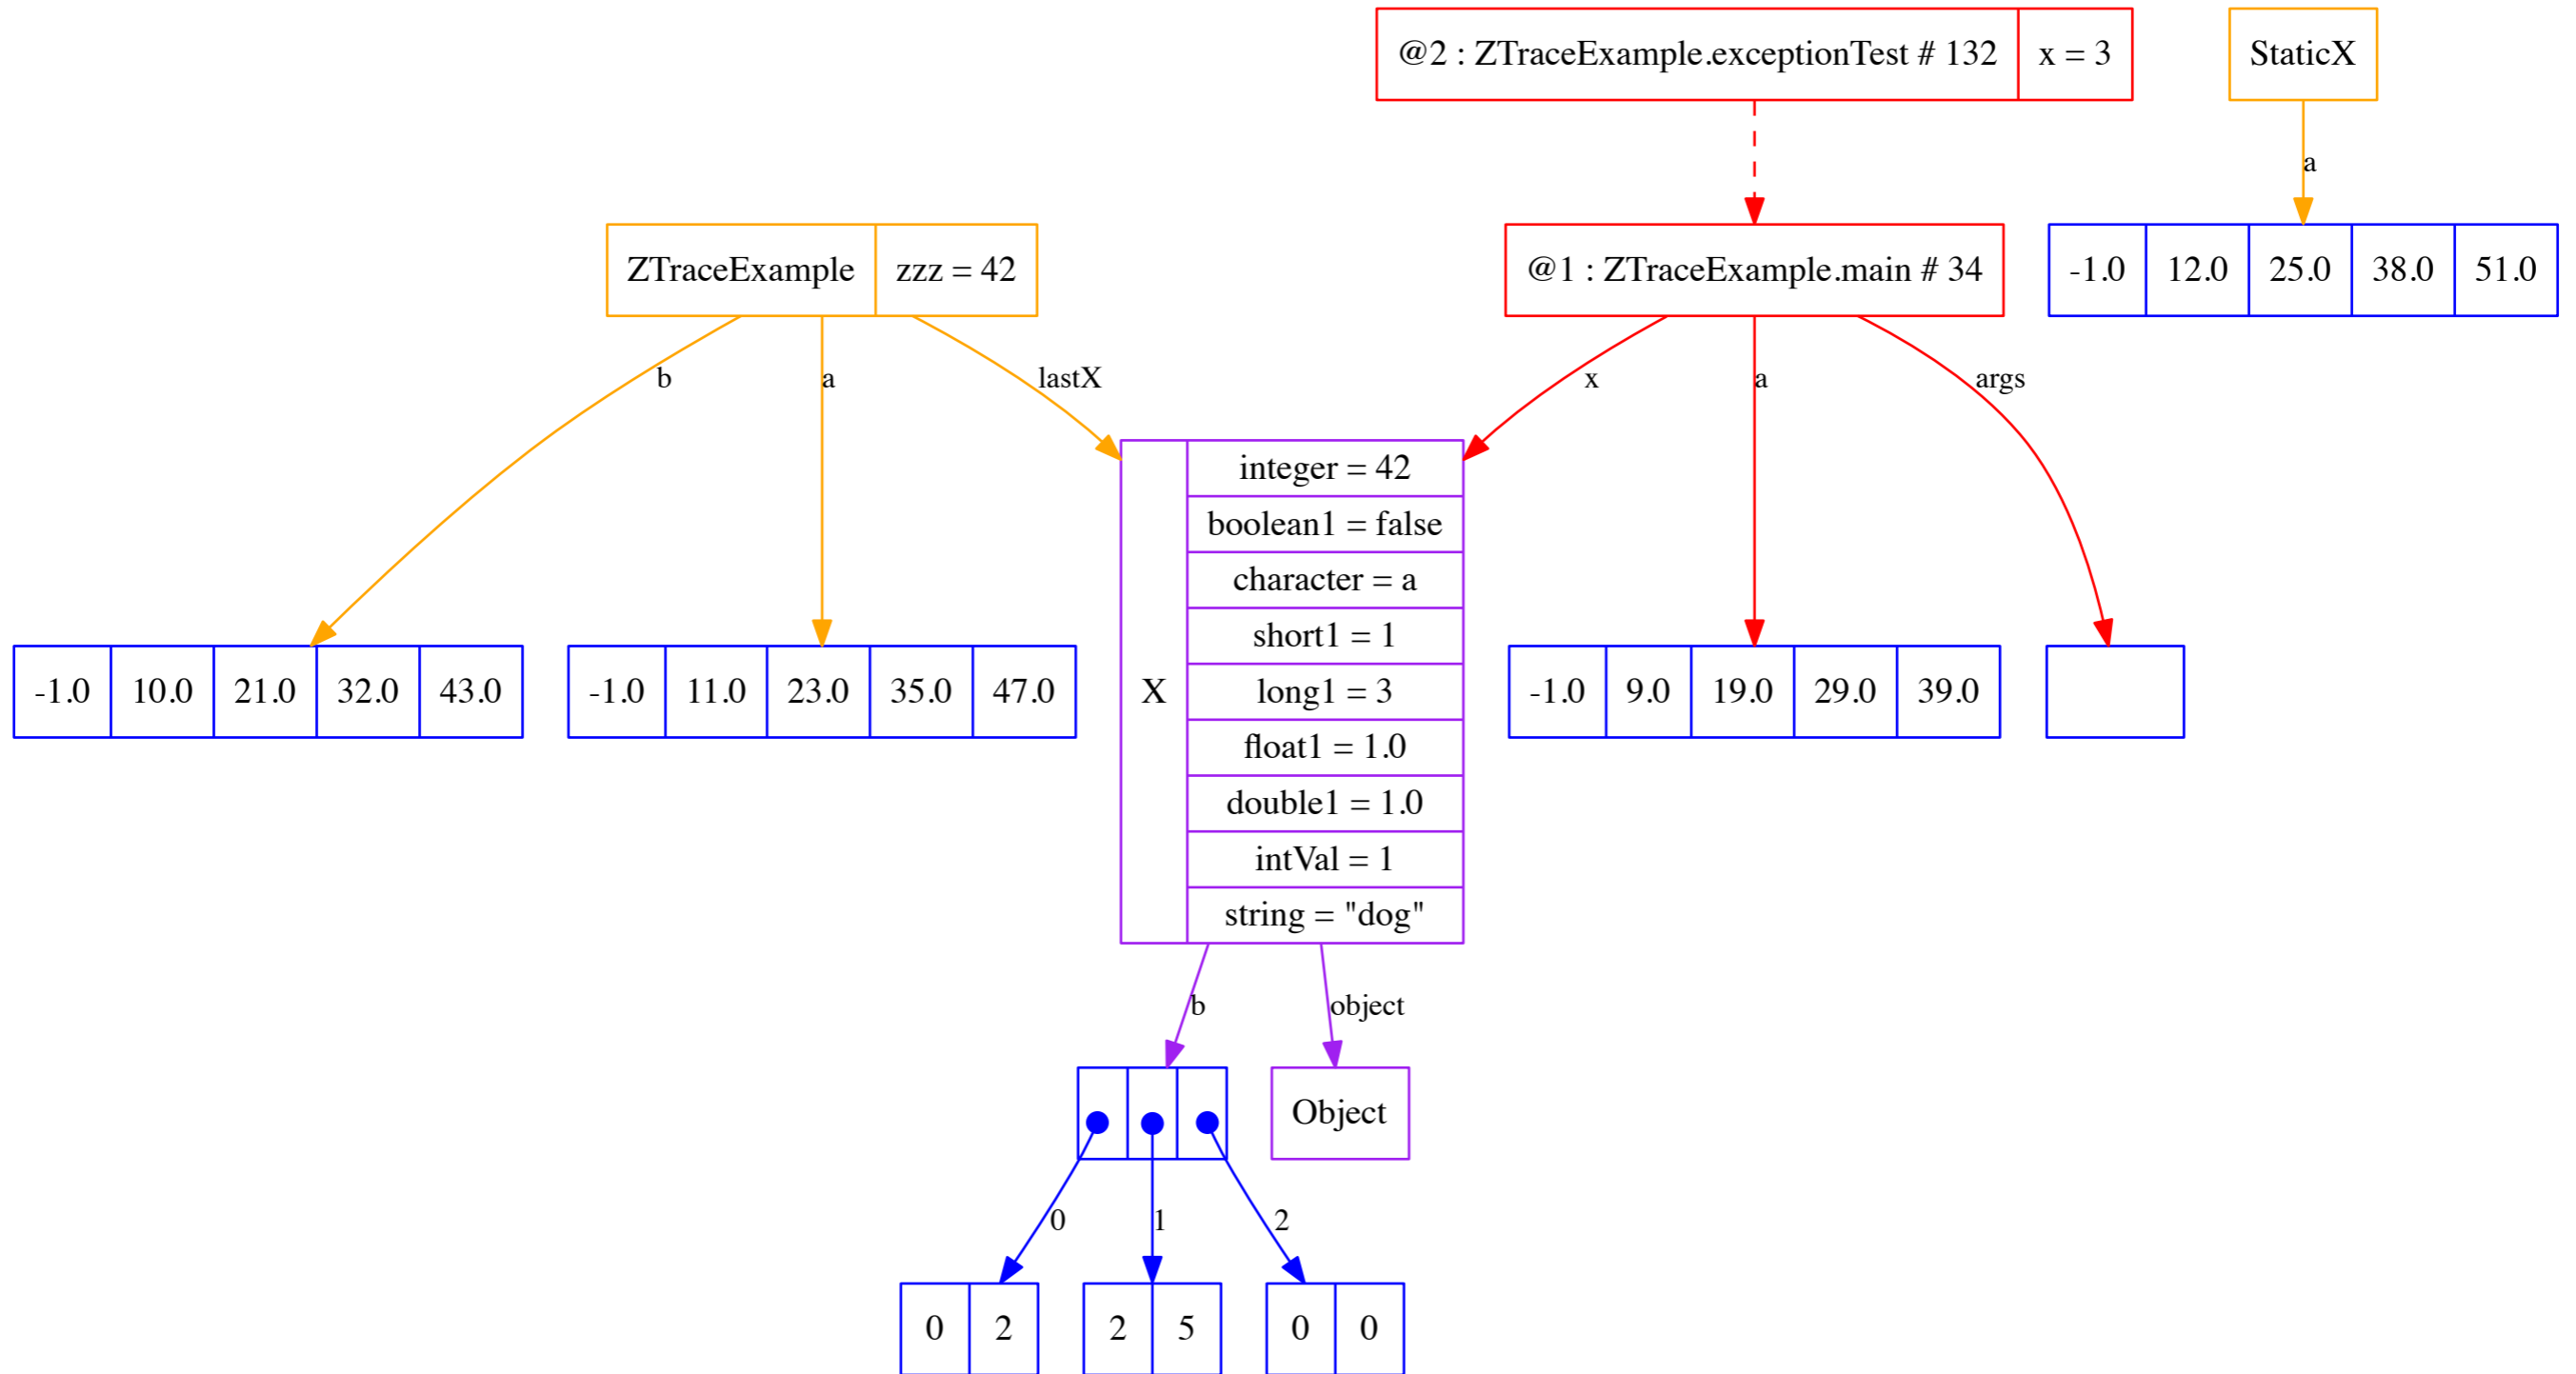 @2 : ZTraceExample.exceptionTest # 132 x = 3
StaticX
a
ZTraceExample zzz = 42
@1 : ZTraceExample.main # 34
-1.0 12.0 25.0 38.0 51.0
b
a
lastX
x
a
args
integer = 42
boolean1 = false
character = a
short1 = 1
long1 = 3
float1 = 1.0
double1 = 1.0
intVal = 1
string = "dog"
X
-1.0 10.0 21.0 32.0 43.0
-1.0 11.0 23.0 35.0 47.0
-1.0 9.0 19.0 29.0 39.0
b
object
Object
0
1
2
0 2
2 5
0 0